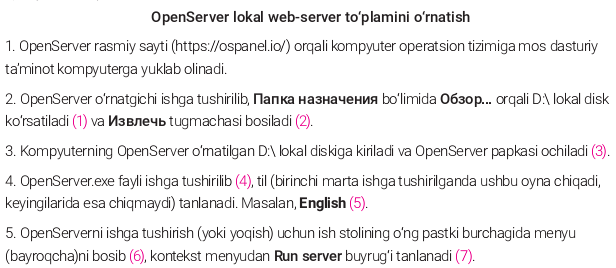 OpenServer lokal web-server to‘plamini o‘rnatish
1. OpenServer rasmiy sayti (https://ospanel.io/) orqali kompyuter operatsion tizimiga mos dasturiy
ta’minot kompyuterga yuklab olinadi.
2. OpenServer o‘rnatgichi ishga tushirilib, Папка назначения bo‘limida Обзор... orqali D:\ lokal disk
ko‘rsatiladi (1) va Извлечь tugmachasi bosiladi (2).
3. Kompyuterning OpenServer o‘rnatilgan D:\ lokal diskiga kiriladi va OpenServer papkasi ochiladi (3).
4. OpenServer.exe fayli ishga tushirilib (4), til (birinchi marta ishga tushirilganda ushbu oyna chiqadi,
keyingilarida esa chiqmaydi) tanlanadi. Masalan, English (5).
5. OpenServerni ishga tushirish (yoki yoqish) uchun ish stolining o‘ng pastki burchagida menyu
(bayroqcha)ni bosib (6), kontekst menyudan Run server buyrug‘i tanlanadi (7).